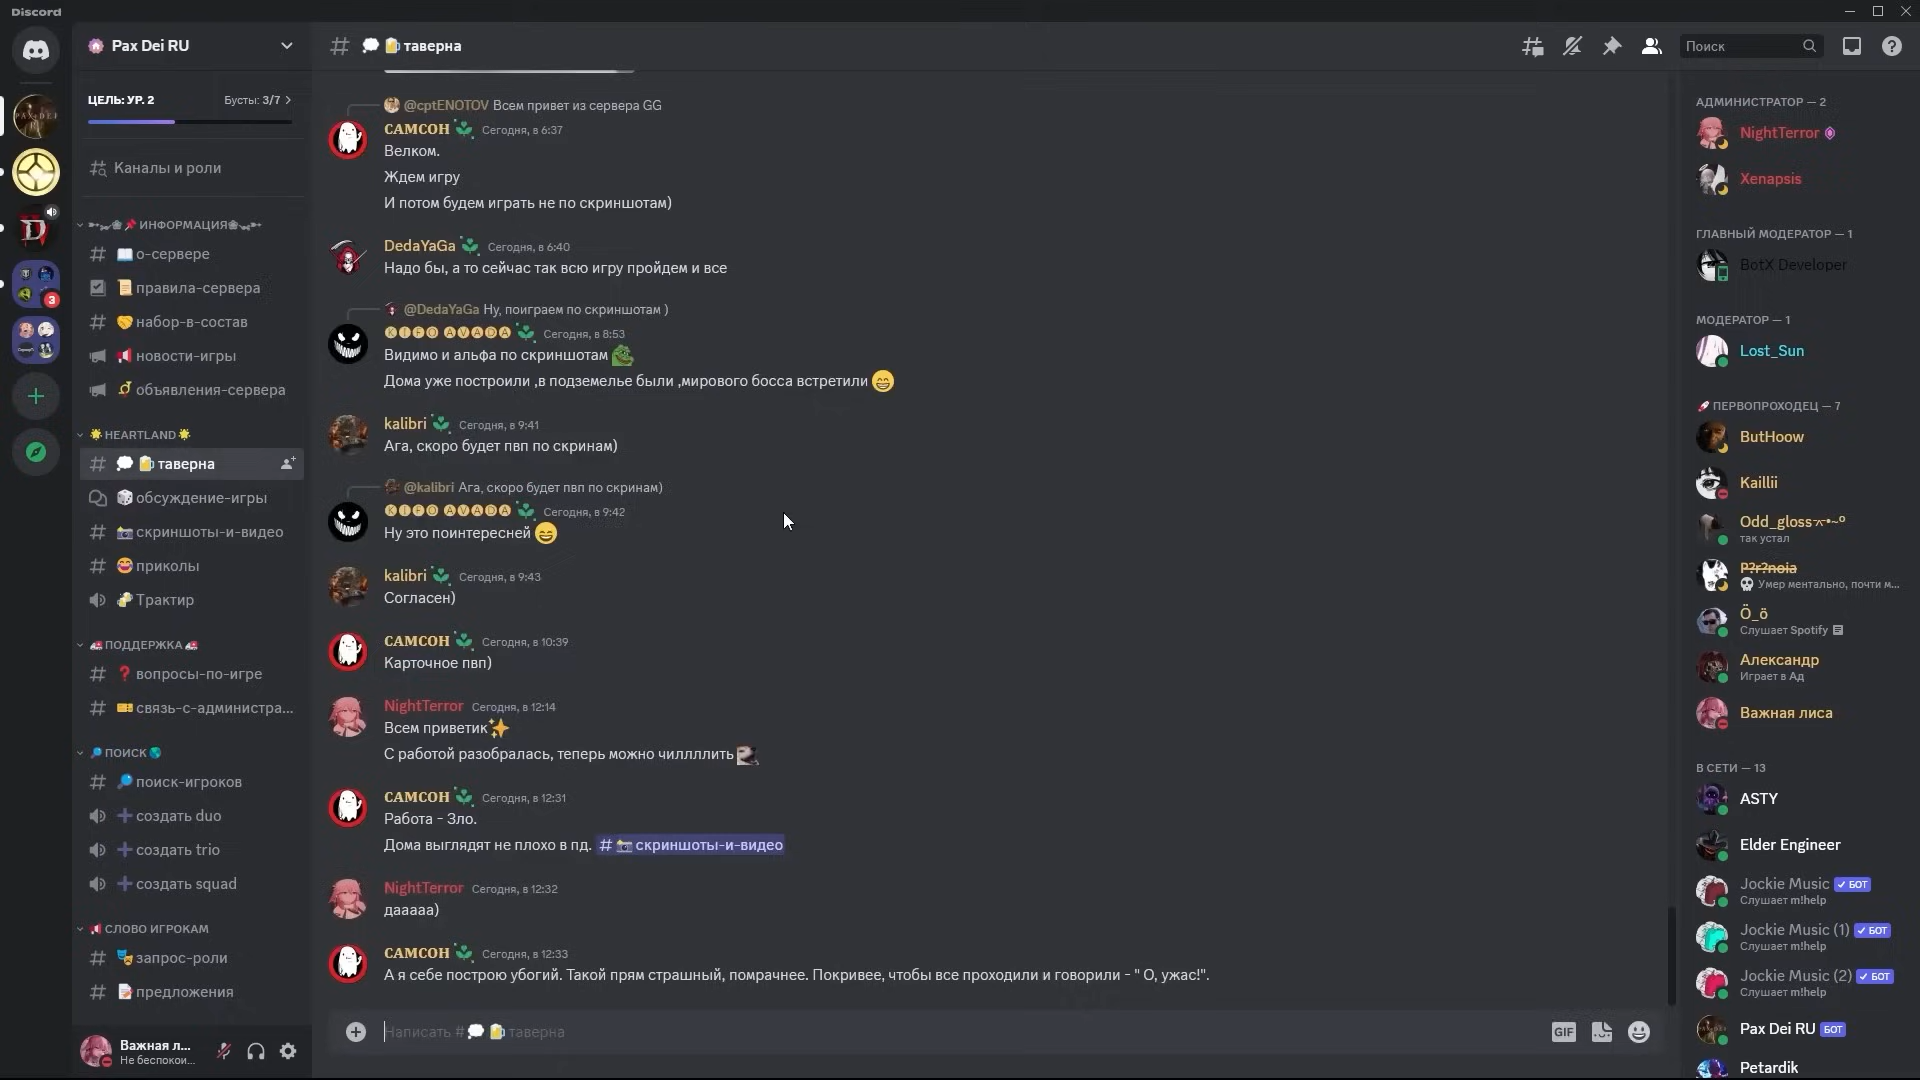 Discord
Pax Dei RU
ЦЕЛЬ: УР. 2
Бусты: 3/7
Каналы и роли
ИНФОРМАЦИЯ
о-сервере
правила-сервера
набор-в-состав
новости-игры
объявления-сервера
HEARTLAND
таверна
обсуждение-игры
скриншоты-и-видео
приколы
Трактир
ПОДДЕРЖКА
вопросы-по-игре
связь-с-администра...
ПОИСК
поиск-игроков
создать duo
создать trio
создать squad
СЛОВО ИГРОКАМ
запрос-роли
предложения
Важная л...
Не беспокои...
3
таверна
Поиск
@cptENOTOV Всем привет из сервера GG
САМСОН Сегодня, в 6:37
Велком.
Ждем игру
И потом будем играть не по скриншотам)
DedaYaGa Сегодня, в 6:40
Надо бы, а то сейчас так всю игру пройдем и все
@DedaYaGa Ну, поиграем по скриншотам )
🅚🅘🅕🅞 🅐🅥🅐🅓🅐 Сегодня, в 8:53
Видимо и альфа по скриншотам
Дома уже построили ,в подземелье были ,мирового босса встретили 😄
kalibri Сегодня, в 9:41
Ага, скоро будет пвп по скринам)
@kalibri Ага, скоро будет пвп по скринам)
🅚🅘🅕🅞 🅐🅥🅐🅓🅐 Сегодня, в 9:42
Ну это поинтересней 😄
kalibri Сегодня, в 9:43
Согласен)
САМСОН Сегодня, в 10:39
Карточное пвп)
NightTerror Сегодня, в 12:14
Всем приветик✨
С работой разобралась, теперь можно чиллллить
САМСОН Сегодня, в 12:31
Работа - Зло.
Дома выглядят не плохо в пд. # 📸 скриншоты-и-видео
NightTerror Сегодня, в 12:32
дааааа)
САМСОН Сегодня, в 12:33
А я себе построю убогий. Такой прям страшный, помрачнее. Покривее, чтобы все проходили и говорили - " О, ужас!".
Написать # 💭 🍺 таверна
GIF
АДМИНИСТРАТОР — 2
NightTerror
Xenapsis
ГЛАВНЫЙ МОДЕРАТОР — 1
BotX Developer
МОДЕРАТОР — 1
Lost_Sun
🚀 ПЕРВОПРОХОДЕЦ — 7
ButHoow
Kaillii
Odd_gloss
так устал
P?r?noia
Умер ментально, почти м...
Ö_ö
Слушает Spotify
Александр
Играет в Ад
Важная лиса
В СЕТИ — 13
ASTY
Elder Engineer
Jockie Music ✓ БОТ
Слушает m!help
Jockie Music (1) ✓ БОТ
Слушает m!help
Jockie Music (2) ✓ БОТ
Слушает m!help
Pax Dei RU БОТ
Petardik